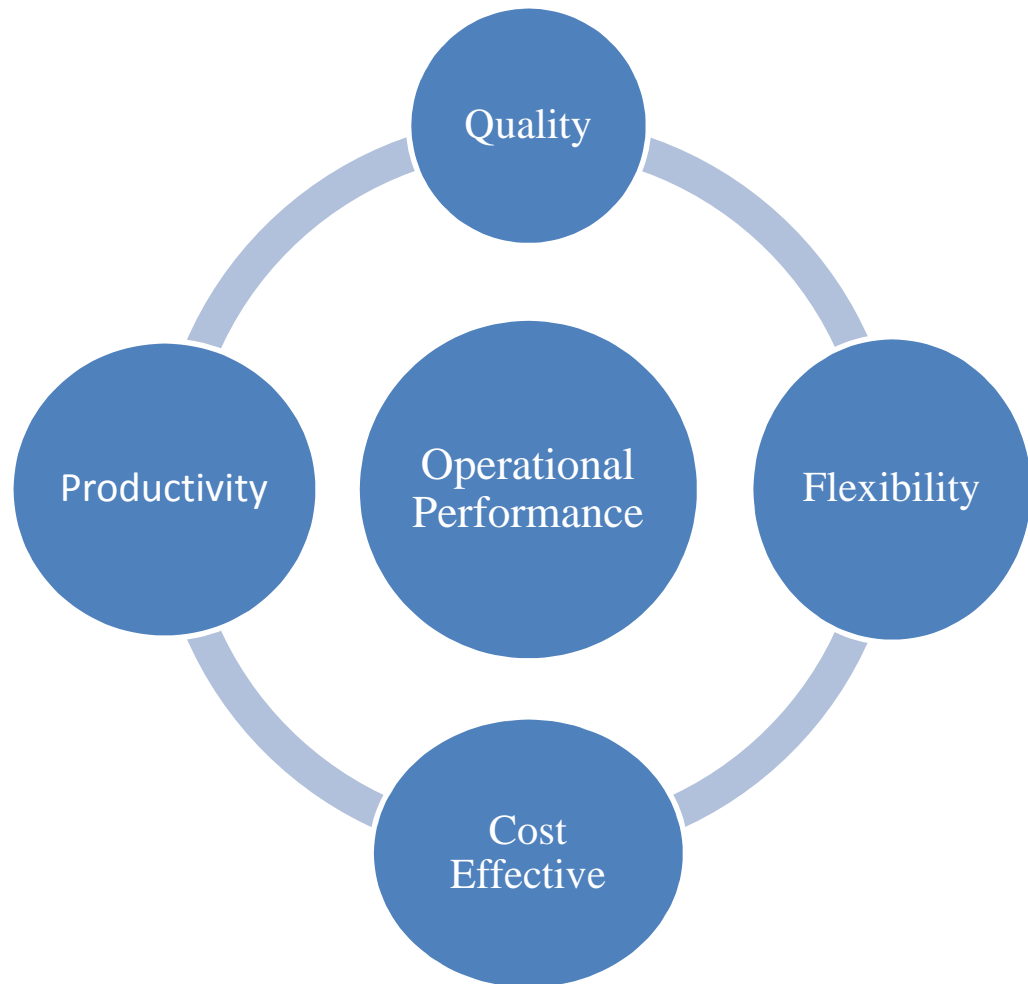 Quality
Productivity
Operational
Performance
Flexibility
Cost
Effective